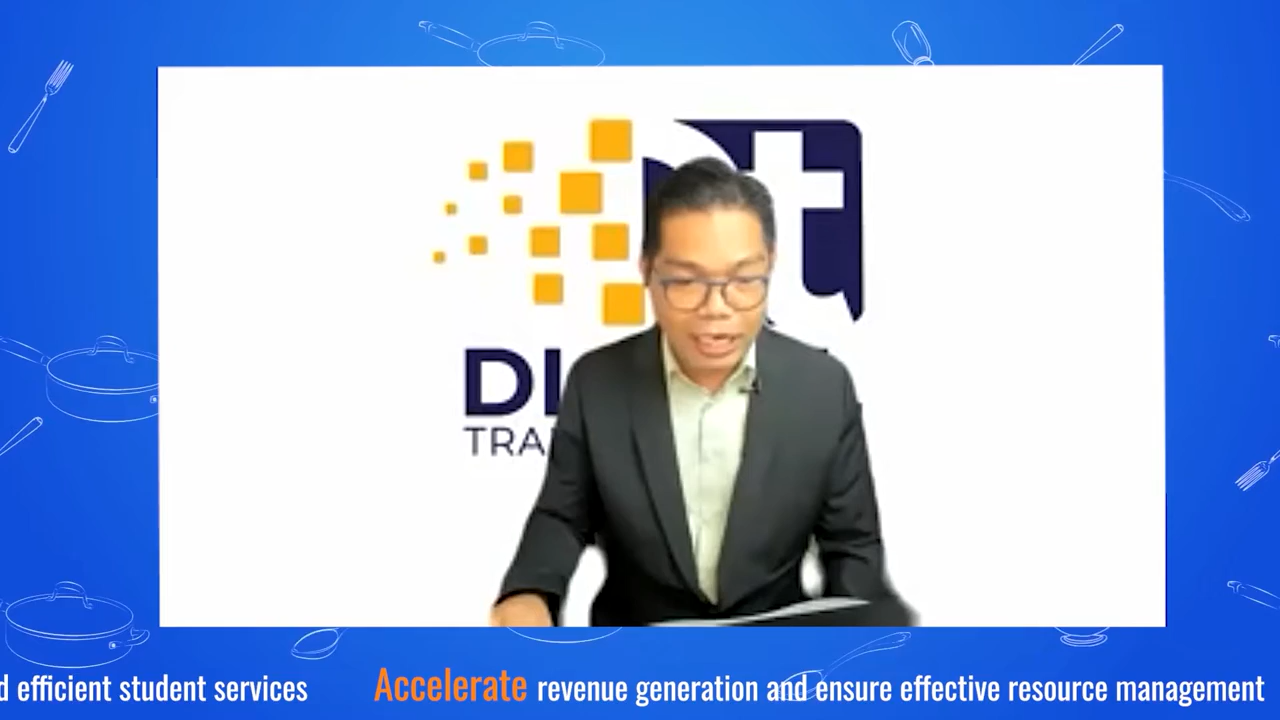 t
DI
TRA
d efficient student services Accelerate revenue generation and ensure effective resource management